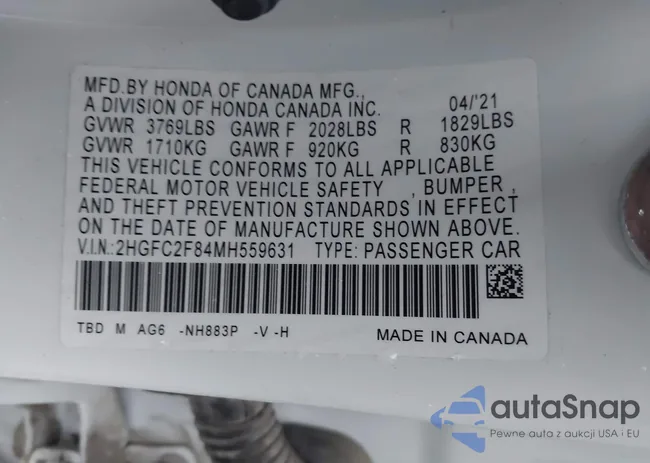 MFD.BY HONDA OF CANADA MFG.,
A DIVISION OF HONDA CANADA INC. 04/'21
GVWR 3769LBS GAWR F 2028LBS R 1829LBS
GVWR 1710KG GAWR F 920KG R 830KG
THIS VEHICLE CONFORMS TO ALL APPLICABLE
FEDERAL MOTOR VEHICLE SAFETY , BUMPER ,
AND THEFT PREVENTION STANDARDS IN EFFECT
ON THE DATE OF MANUFACTURE SHOWN ABOVE.
V.I.N.:2HGFC2F84MH559631 TYPE: PASSENGER CAR
TBD M AG6 -NH883P -V -H MADE IN CANADA
autaSnap
Pewne auta z aukcji USA i EU